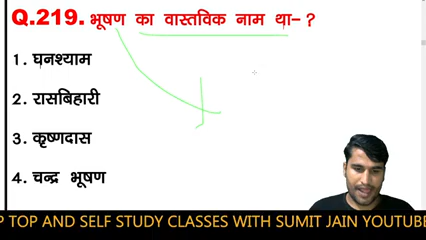 Q.219. भूषण का वास्तविक नाम था- ?
1. घनश्याम
2. रासबिहारी
3. कृष्णदास
4. चन्द्र भूषण
P TOP AND SELF STUDY CLASSES WITH SUMIT JAIN YOUTUBE